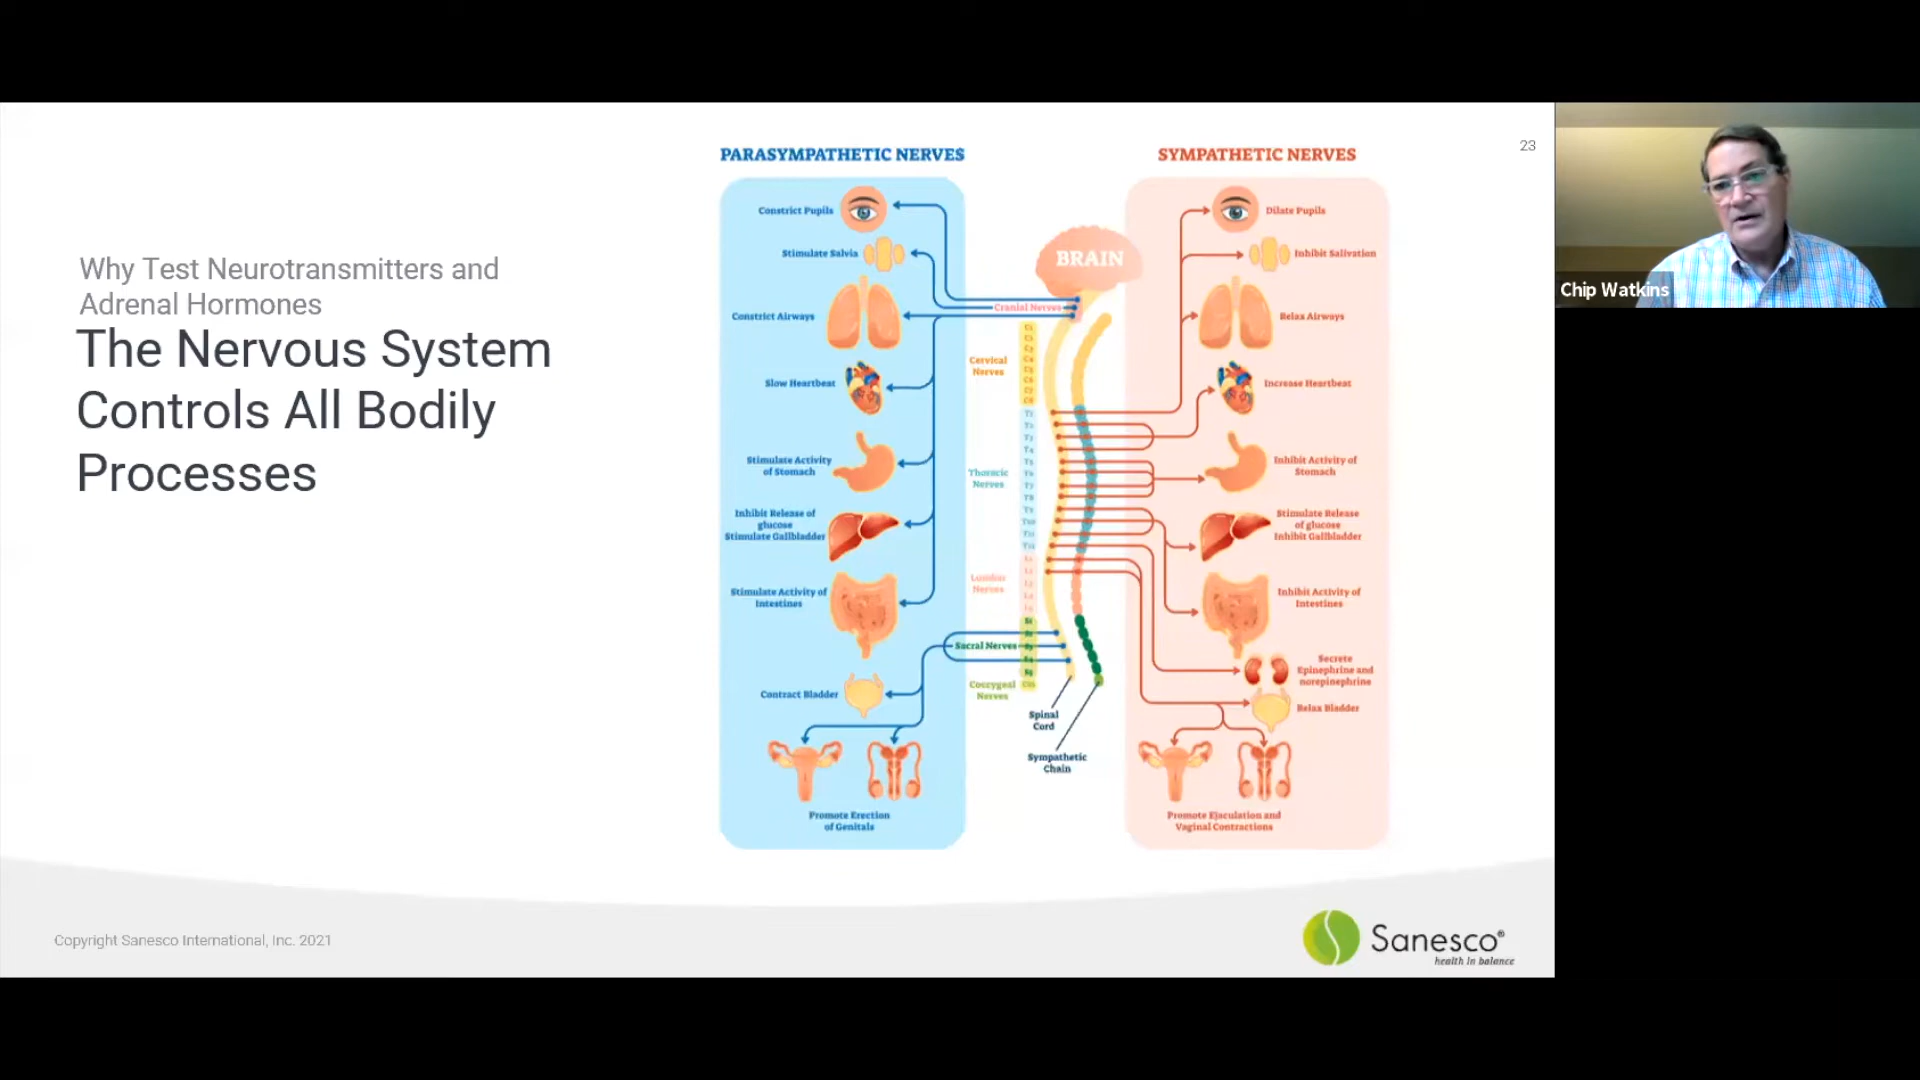 23
Why Test Neurotransmitters and
Adrenal Hormones
The Nervous System
Controls All Bodily
Processes
PARASYMPATHETIC NERVES
Constrict Pupils
Stimulate Salvia
Constrict Airways
Slow Heartbeat
Stimulate Activity
of Stomach
Inhibit Release of
glucose
Stimulate Gallbladder
Stimulate Activity of
Intestines
Contract Bladder
Promote Erection
of Genitals
BRAIN
Cranial Nerves
Cervical
Nerves
Thoracic
Nerves
Lumbar
Nerves
Sacral Nerves
Coccygeal
Nerves
Spinal
Cord
Sympathetic
Chain
SYMPATHETIC NERVES
Dilate Pupils
Inhibit Salivation
Relax Airways
Increase Heartbeat
Inhibit Activity of
Stomach
Stimulate Release
of glucose
Inhibit Gallbladder
Inhibit Activity of
Intestines
Secrete
Epinephrine and
norepinephrine
Relax Bladder
Promote Ejaculation and
Vaginal Contractions
Chip Watkins
Copyright Sanesco International, Inc. 2021
Sanesco®
health in balance